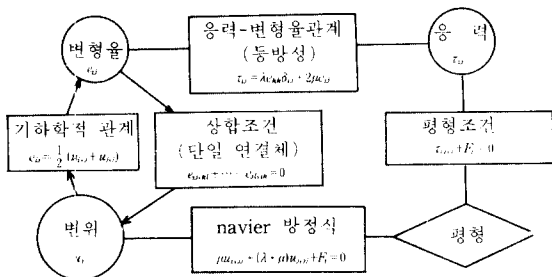 변형율
e_ij
응력-변형율관계
(등방성)
τ_ij = λe_kkδ_ij + 2μe_ij
응 력
τ_ij
기하학적 관계
e_ij = 1/2 (u_i,j + u_j,i)
상합조건
(단일 연결체)
평형조건
τ_ij,j + F_i = 0
변위
u_i
navier 방정식
평형